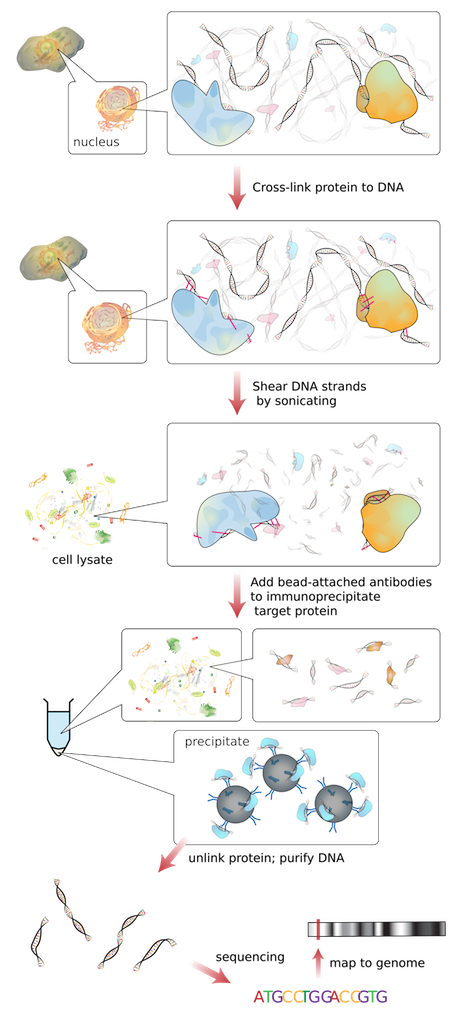 nucleus
Cross-link protein to DNA
Shear DNA strands
by sonicating
cell lysate
Add bead-attached antibodies
to immunoprecipitate
target protein
precipitate
unlink protein; purify DNA
sequencing
map to genome
ATGCCTGGACCGTG